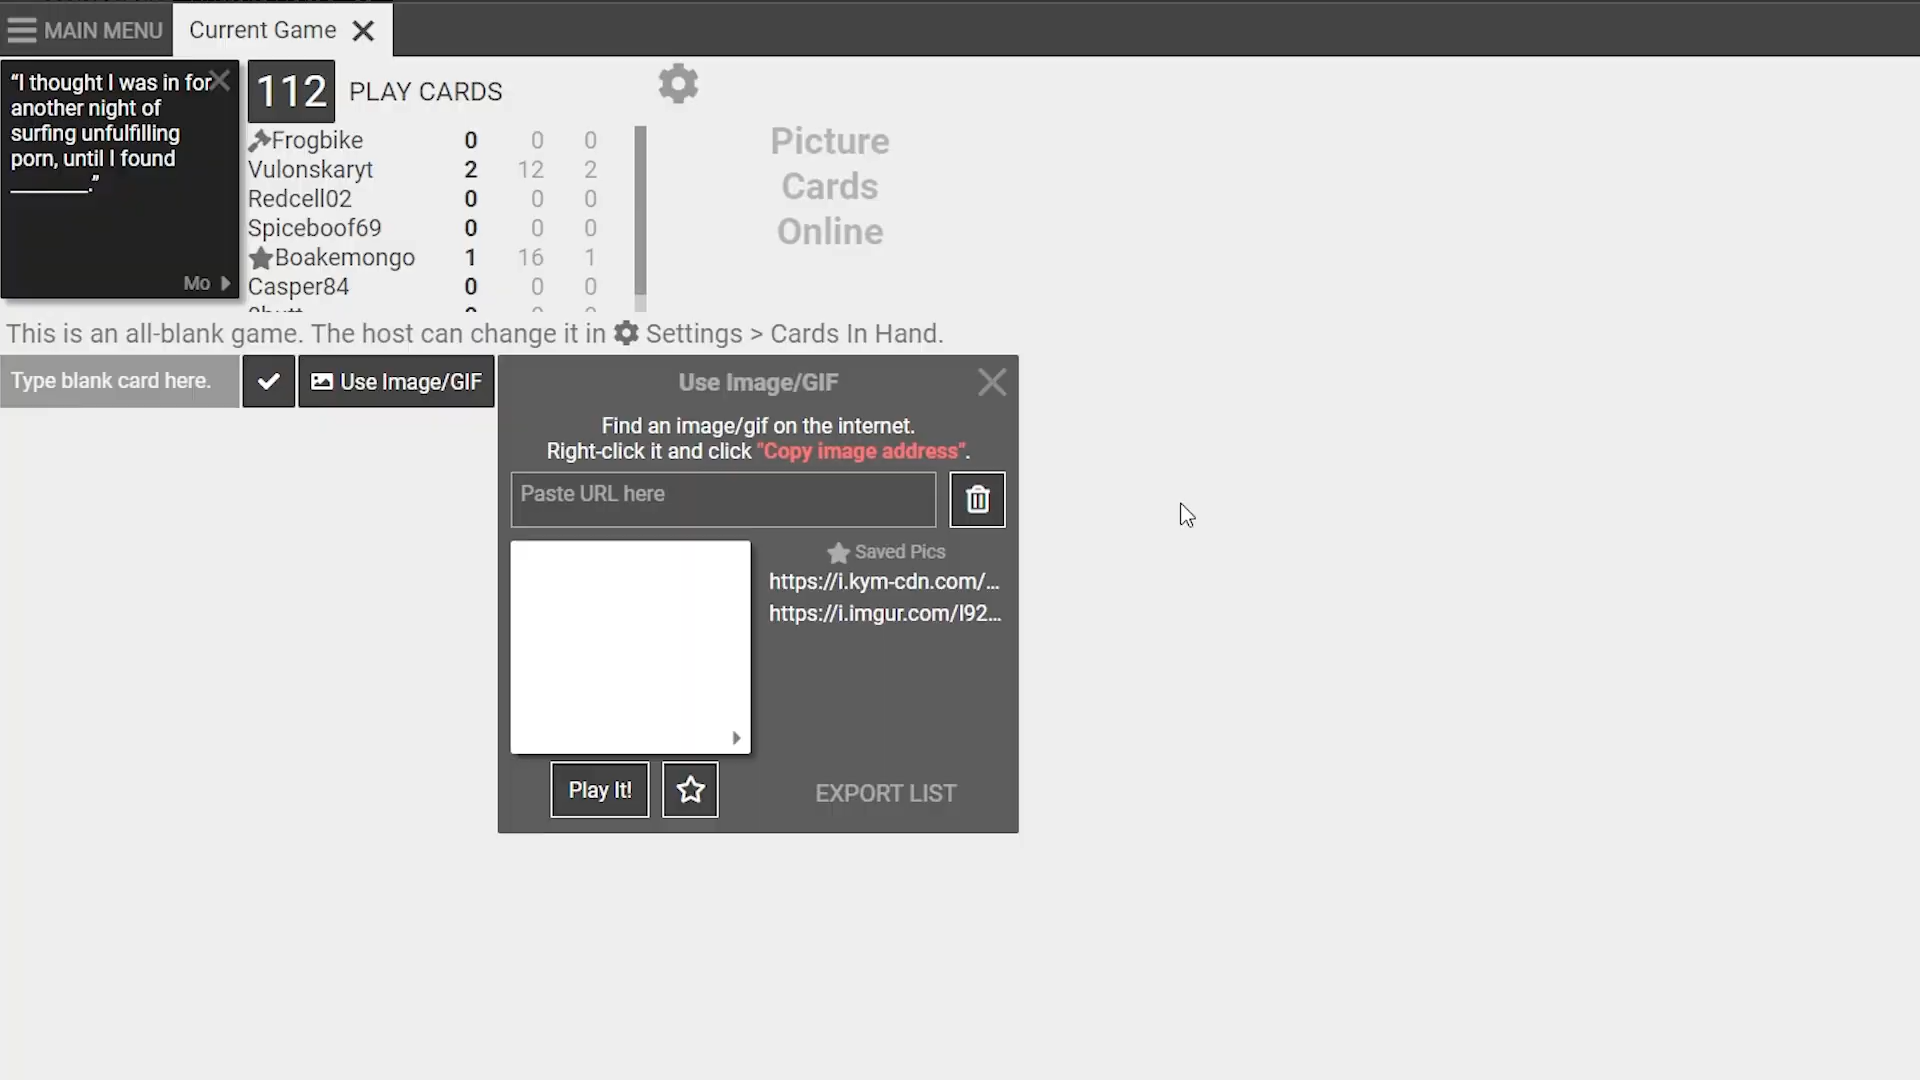 MAIN MENU
Current Game
“I thought I was in for
another night of
surfing unfulfilling
porn, until I found
_______.”
Mo
112 PLAY CARDS
Frogbike 0 0 0
Vulonskaryt 2 12 2
Redcell02 0 0 0
Spiceboof69 0 0 0
Boakemongo 1 16 1
Casper84 0 0 0
Picture
Cards
Online
This is an all-blank game. The host can change it in Settings > Cards In Hand.
Type blank card here.
Use Image/GIF
Use Image/GIF
Find an image/gif on the internet.
Right-click it and click "Copy image address".
Paste URL here
Saved Pics
https://i.kym-cdn.com/...
https://i.imgur.com/I92...
Play It!
EXPORT LIST